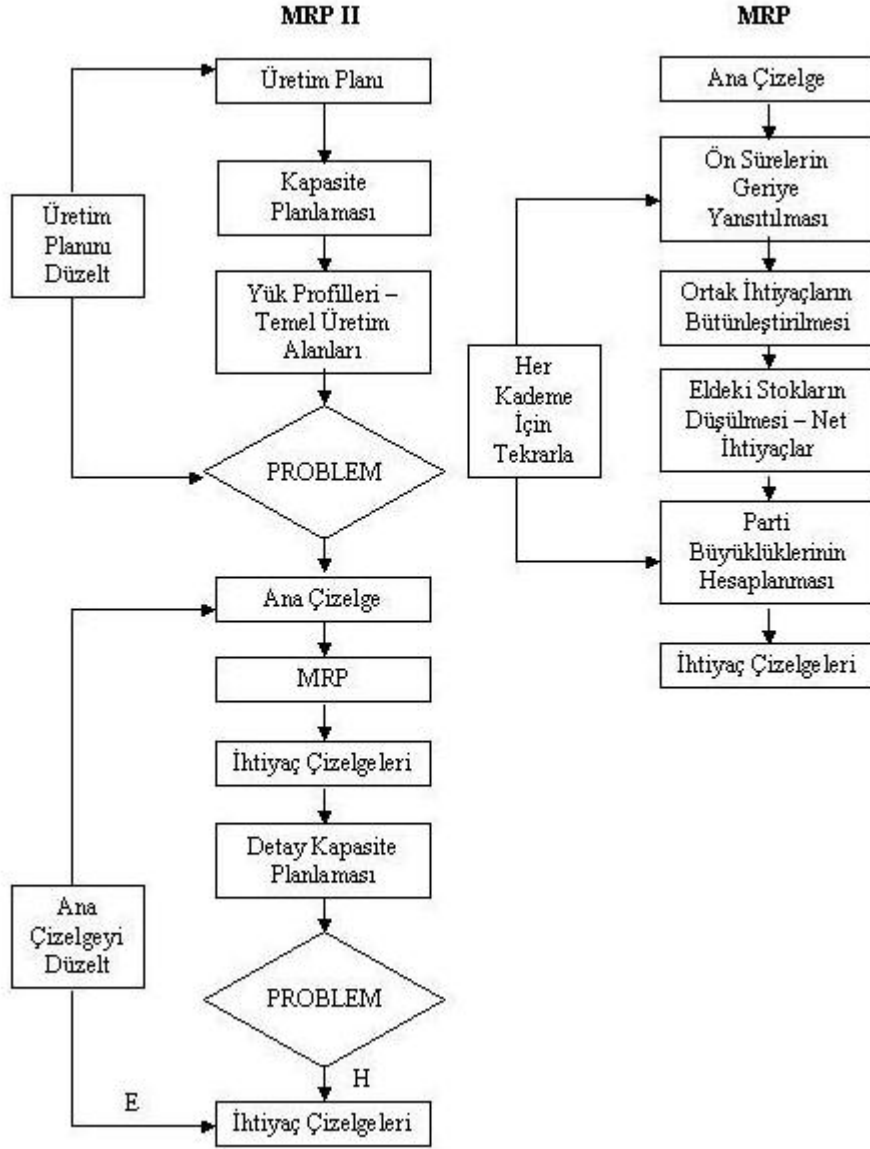 MRP II
Üretim Planı
Kapasite
Planlaması
Üretim
Planını
Düzelt
Yük Profilleri –
Temel Üretim
Alanları
PROBLEM
Ana Çizelge
MRP
İhtiyaç Çizelgeleri
Detay Kapasite
Planlaması
Ana
Çizelgeyi
Düzelt
PROBLEM
H
E
İhtiyaç Çizelgeleri
MRP
Ana Çizelge
Ön Sürelerin
Geriye
Yansıtılması
Ortak İhtiyaçların
Bütünleştirilmesi
Her
Kademe
İçin
Tekrarla
Eldeki Stokların
Düşülmesi – Net
İhtiyaçlar
Parti
Büyüklüklerinin
Hesaplanması
İhtiyaç Çizelgeleri